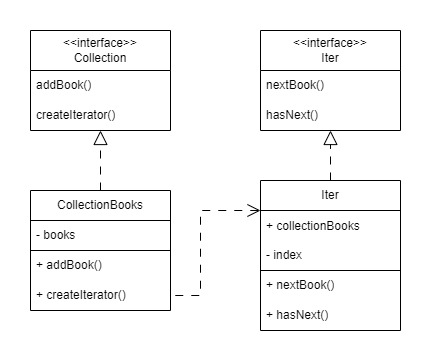 <<interface>>
Collection
addBook()
createIterator()
<<interface>>
Iter
nextBook()
hasNext()
CollectionBooks
- books
+ addBook()
+ createIterator()
Iter
+ collectionBooks
- index
+ nextBook()
+ hasNext()